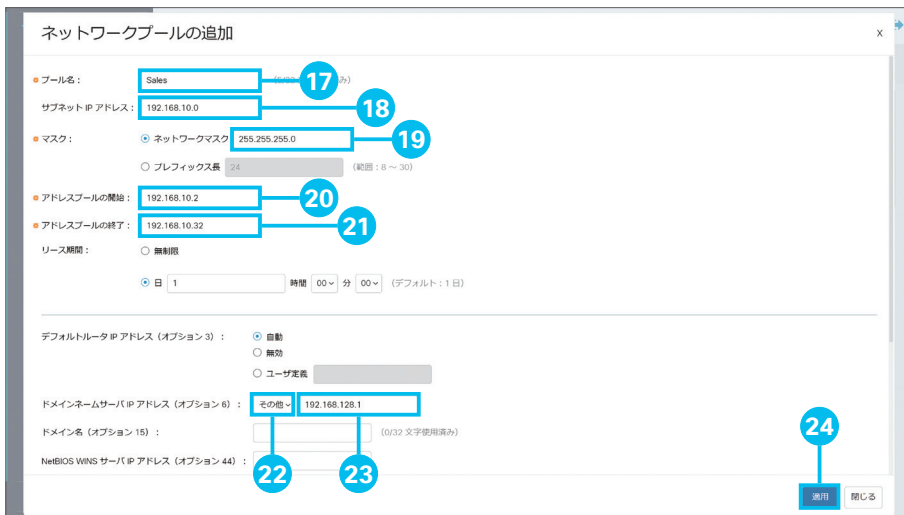 ネットワークプールの追加 X
プール名： Sales み） 17
サブネット IP アドレス： 192.168.10.0 18
マスク： ネットワークマスク 255.255.255.0 19
プレフィックス長 24 （範囲：8 ～ 30）
アドレスプールの開始： 192.168.10.2 20
アドレスプールの終了： 192.168.10.32 21
リース期間： 無制限
日 1 時間 00 分 00 （デフォルト：1 日）
デフォルトルータ IP アドレス（オプション 3）： 自動
無効
ユーザ定義
ドメインネームサーバ IP アドレス（オプション 6）： その他 192.168.128.1
ドメイン名（オプション 15）： （0/32 文字使用済み）
NetBIOS WINS サーバ IP アドレス（オプション 44）： 22 23
24
適用 閉じる